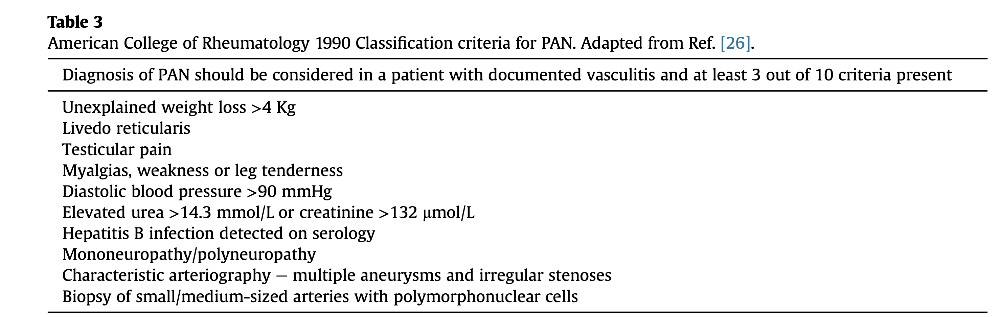 Table 3
American College of Rheumatology 1990 Classification criteria for PAN. Adapted from Ref. [26].
Diagnosis of PAN should be considered in a patient with documented vasculitis and at least 3 out of 10 criteria present
Unexplained weight loss >4 Kg
Livedo reticularis
Testicular pain
Myalgias, weakness or leg tenderness
Diastolic blood pressure >90 mmHg
Elevated urea >14.3 mmol/L or creatinine >132 μmol/L
Hepatitis B infection detected on serology
Mononeuropathy/polyneuropathy
Characteristic arteriography – multiple aneurysms and irregular stenoses
Biopsy of small/medium-sized arteries with polymorphonuclear cells